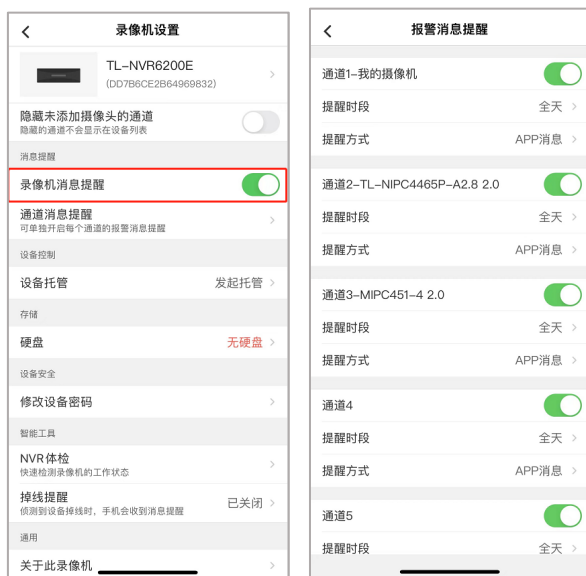 录像机设置
TL-NVR6200E
(DD7B6CE2B64969832)
隐藏未添加摄像头的通道
隐藏的通道不会显示在设备列表
消息提醒
录像机消息提醒
通道消息提醒
可单独开启每个通道的报警消息提醒
设备控制
设备托管 发起托管
存储
硬盘 无硬盘
设备安全
修改设备密码
智能工具
NVR体检
快速检测录像机的工作状态
掉线提醒 已关闭
侦测到设备掉线时，手机会收到消息提醒
通用
关于此录像机
报警消息提醒
通道1-我的摄像机
提醒时段 全天
提醒方式 APP消息
通道2-TL-NIPC4465P-A2.8 2.0
提醒时段 全天
提醒方式 APP消息
通道3-MIPC451-4 2.0
提醒时段 全天
提醒方式 APP消息
通道4
提醒时段 全天
提醒方式 APP消息
通道5
提醒时段 全天